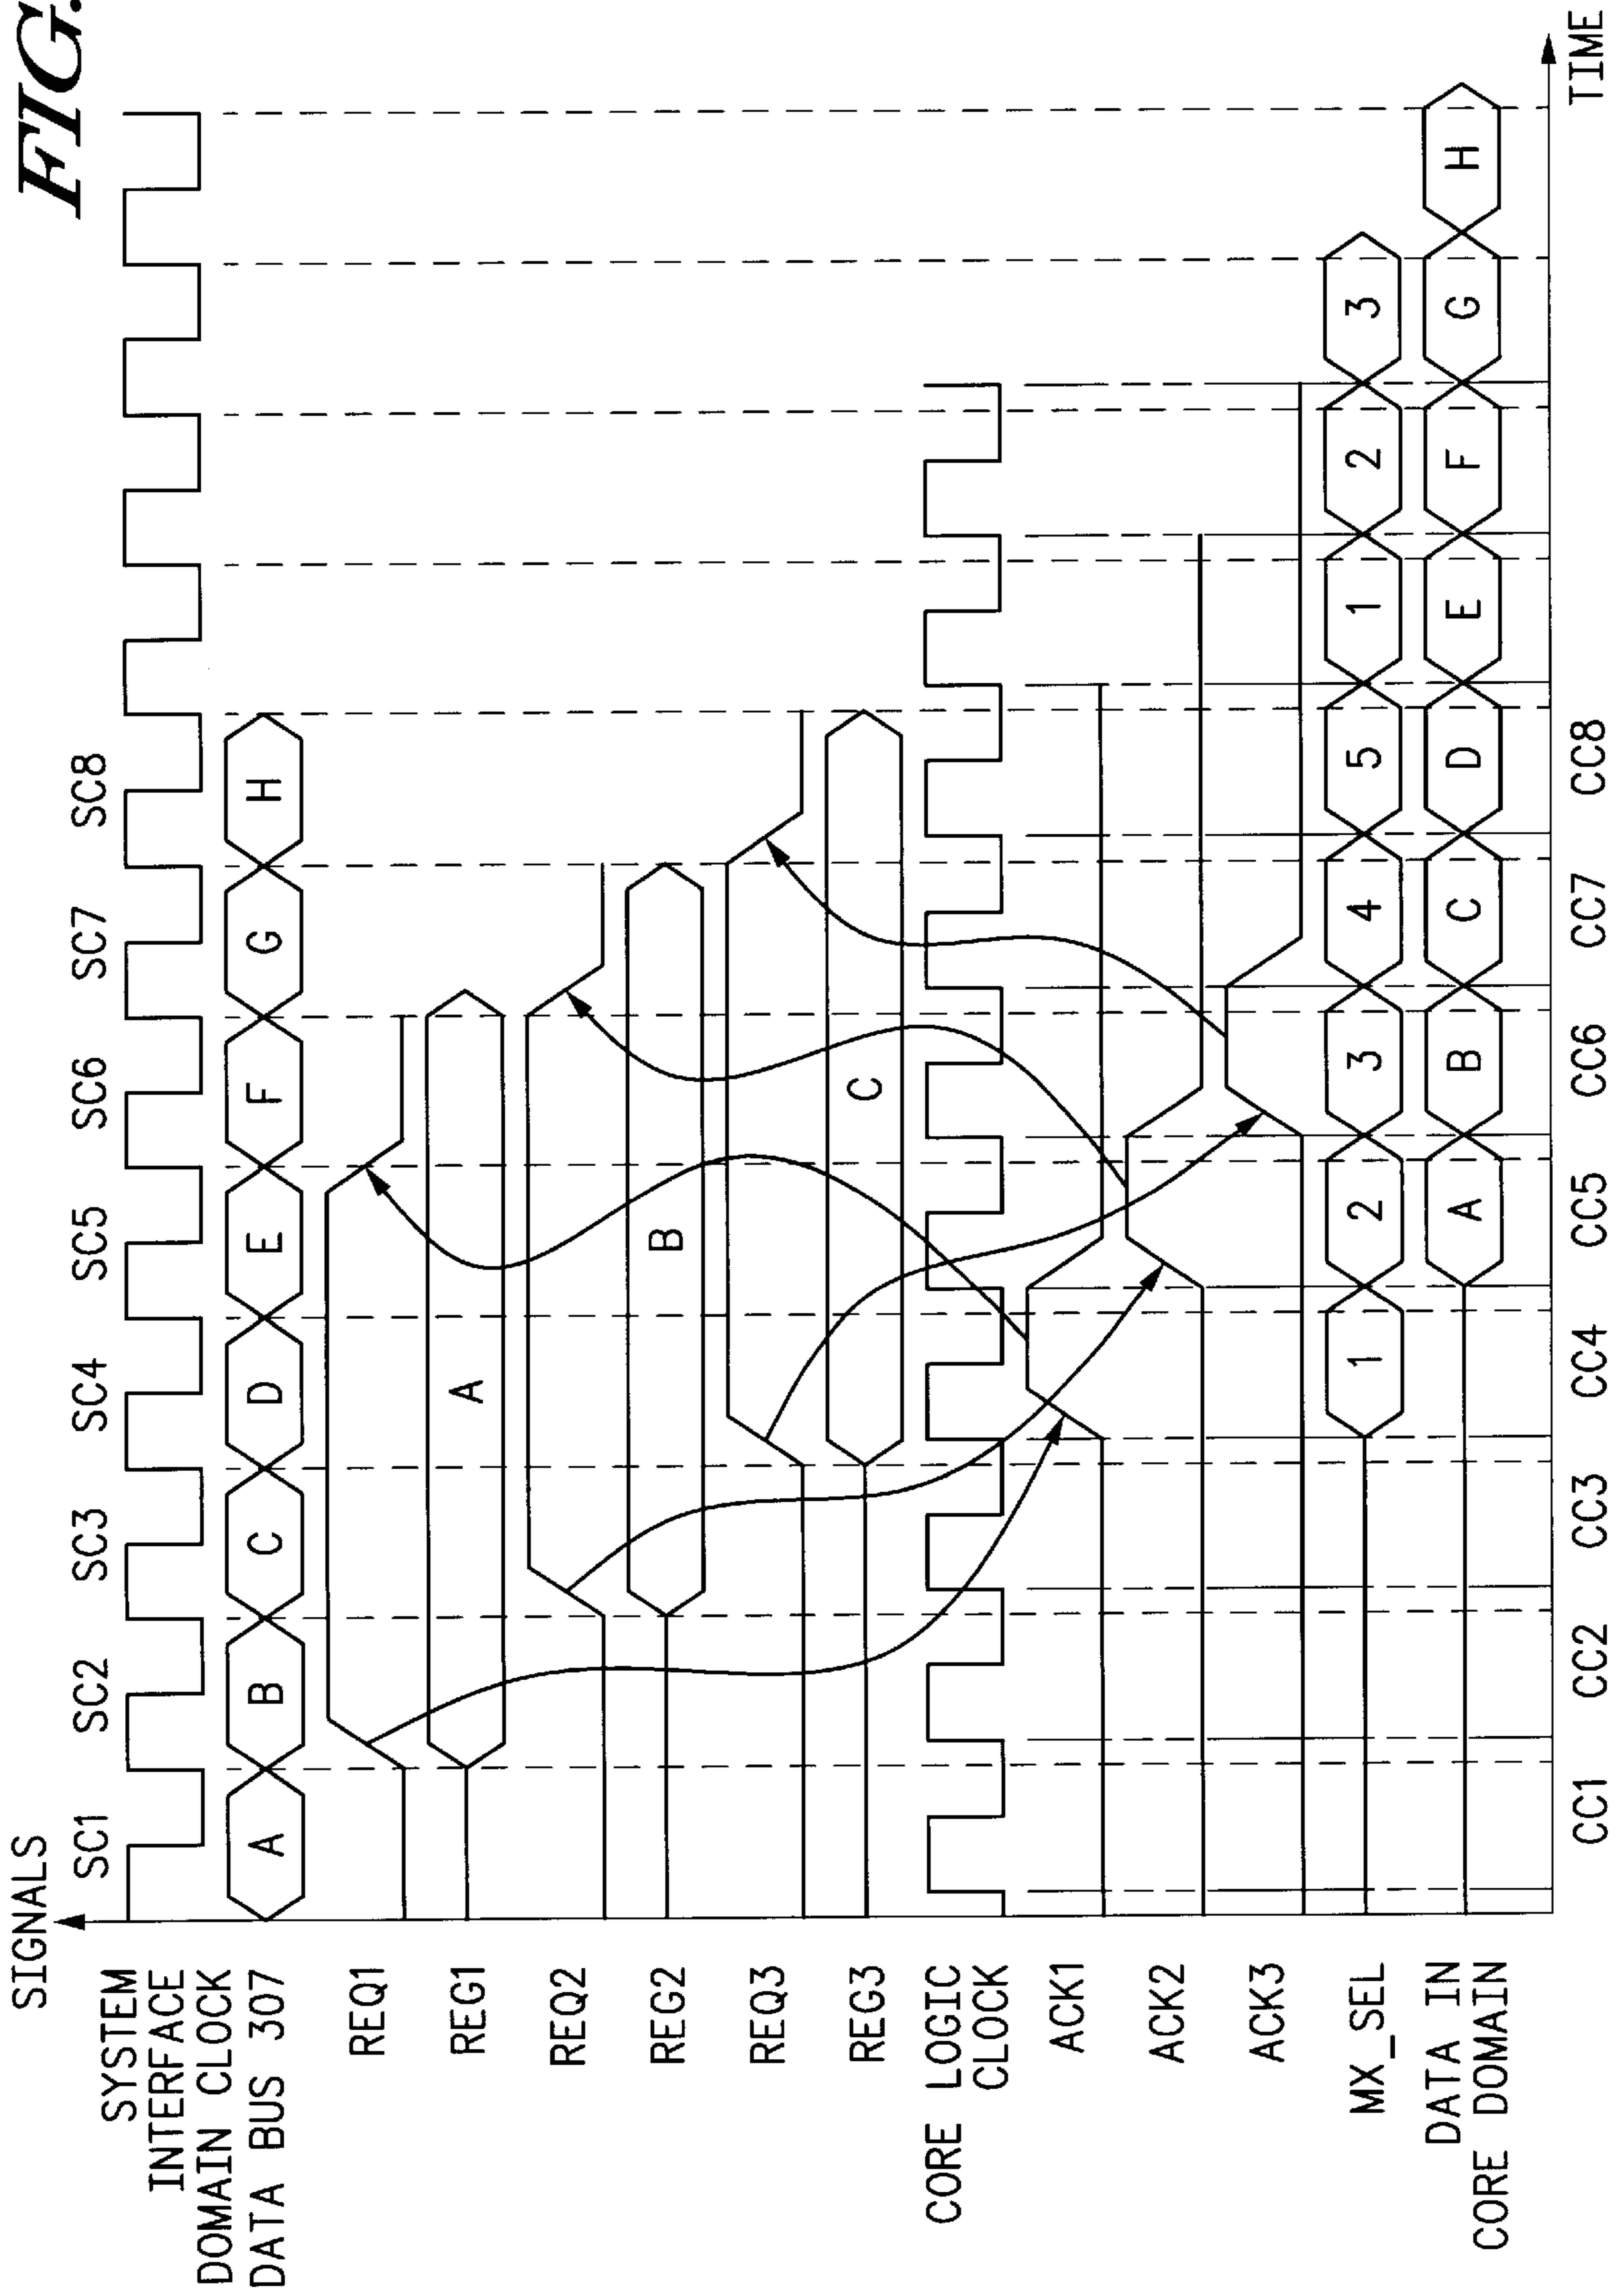 FIG.
SIGNALS
SC1 SC2 SC3 SC4 SC5 SC6 SC7 SC8
SYSTEM
INTERFACE
DOMAIN CLOCK
DATA BUS 307 A B C D E F G H
REQ1
REG1 A
REQ2
REG2 B
REQ3
REG3 C
CORE LOGIC
CLOCK
ACK1
ACK2
ACK3
MX_SEL 1 2 3 4 5 1 2 3
DATA IN
CORE DOMAIN A B C D E F G H
TIME
CC1 CC2 CC3 CC4 CC5 CC6 CC7 CC8